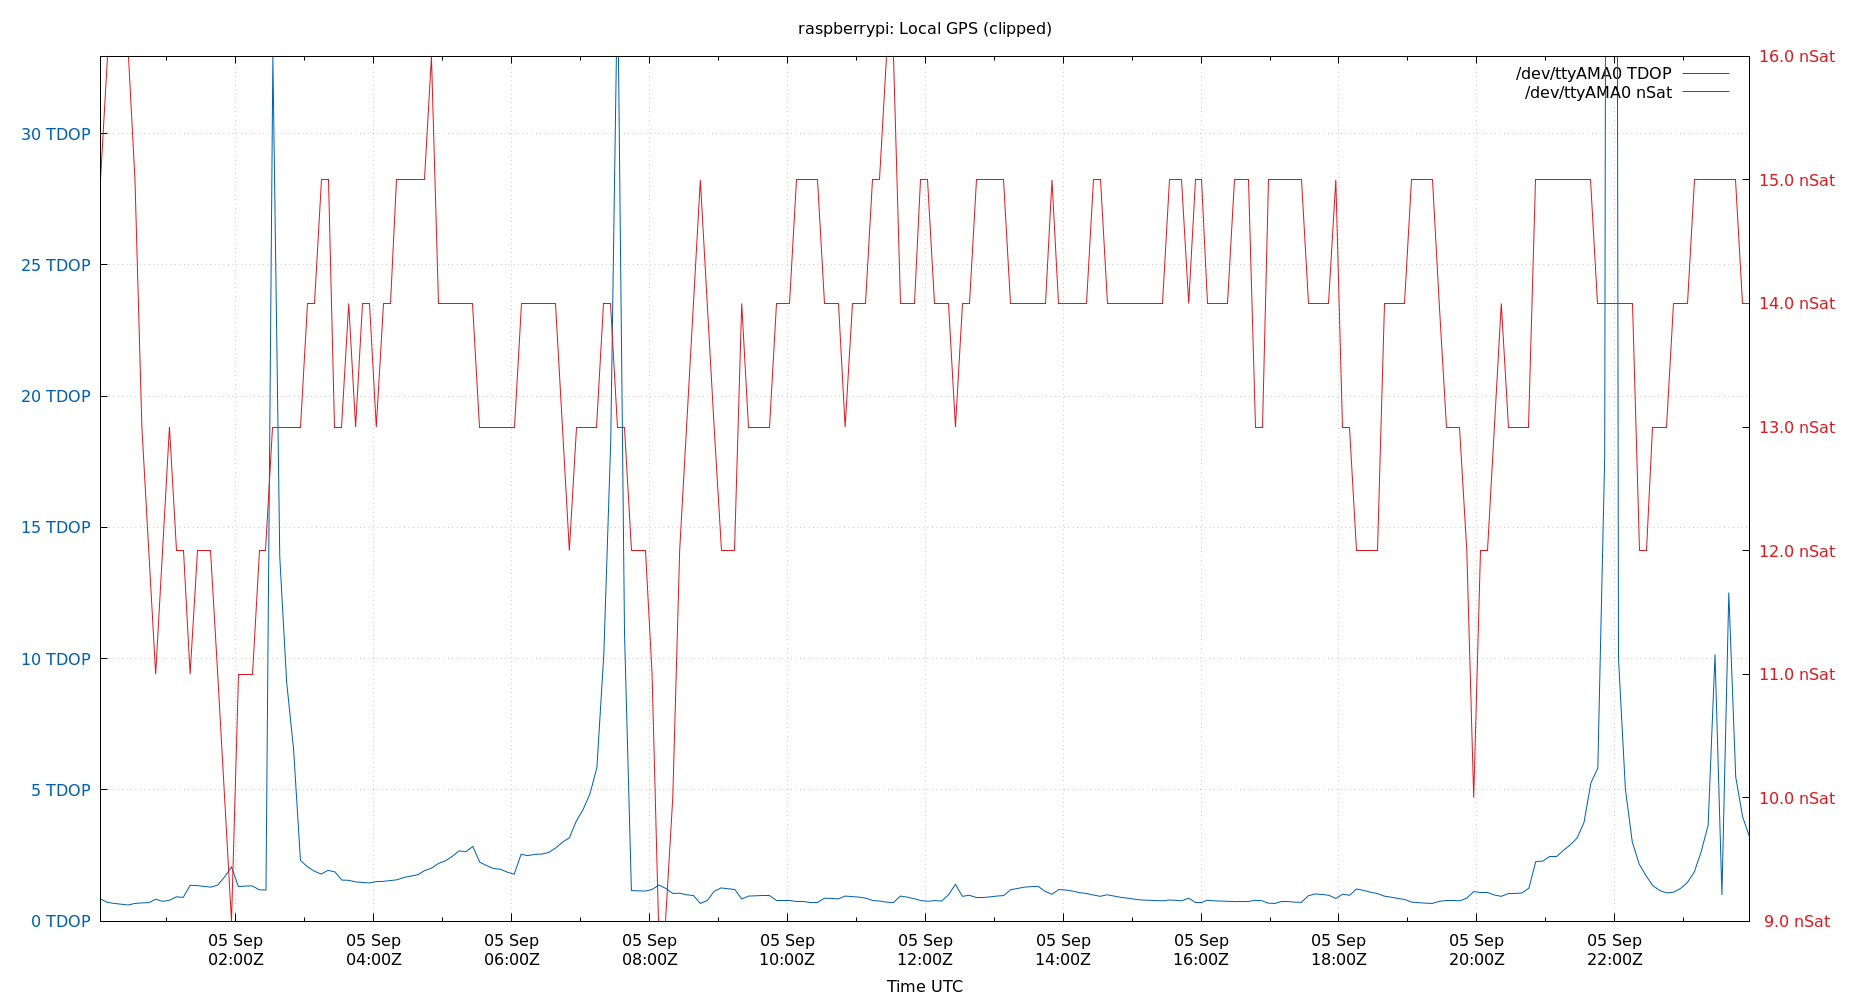 raspberrypi: Local GPS (clipped)
/dev/ttyAMA0 TDOP
/dev/ttyAMA0 nSat
30 TDOP
25 TDOP
20 TDOP
15 TDOP
10 TDOP
5 TDOP
0 TDOP
16.0 nSat
15.0 nSat
14.0 nSat
13.0 nSat
12.0 nSat
11.0 nSat
10.0 nSat
9.0 nSat
05 Sep 05 Sep 05 Sep 05 Sep 05 Sep 05 Sep 05 Sep 05 Sep 05 Sep 05 Sep 05 Sep
02:00Z 04:00Z 06:00Z 08:00Z 10:00Z 12:00Z 14:00Z 16:00Z 18:00Z 20:00Z 22:00Z
Time UTC